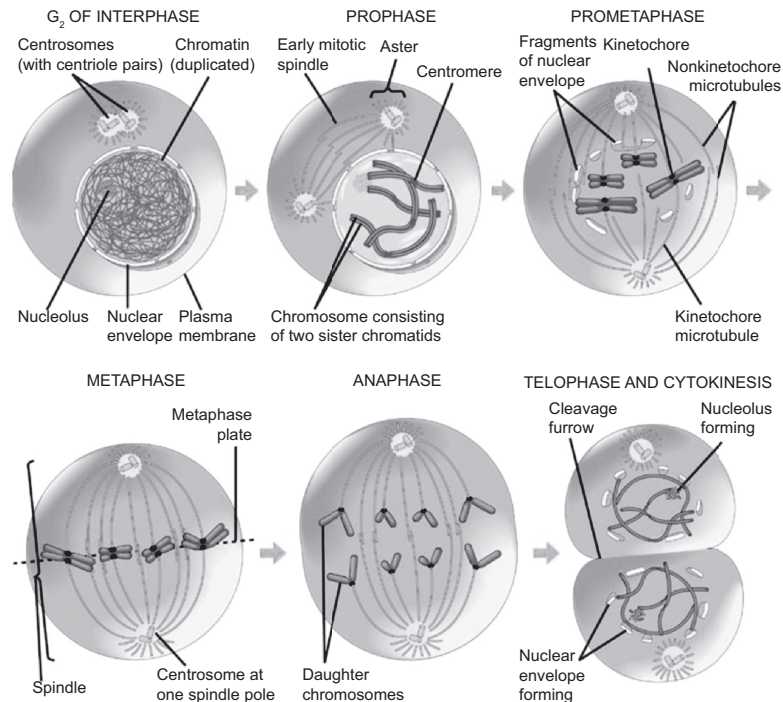 G₂ OF INTERPHASE
Centrosomes
(with centriole pairs)
Chromatin
(duplicated)
Nucleolus
Nuclear
envelope
Plasma
membrane
PROPHASE
Early mitotic
spindle
Aster
Centromere
Chromosome consisting
of two sister chromatids
PROMETAPHASE
Fragments
of nuclear
envelope
Kinetochore
Nonkinetochore
microtubules
Kinetochore
microtubule
METAPHASE
Metaphase
plate
Spindle
Centrosome at
one spindle pole
ANAPHASE
Daughter
chromosomes
TELOPHASE AND CYTOKINESIS
Cleavage
furrow
Nucleolus
forming
Nuclear
envelope
forming